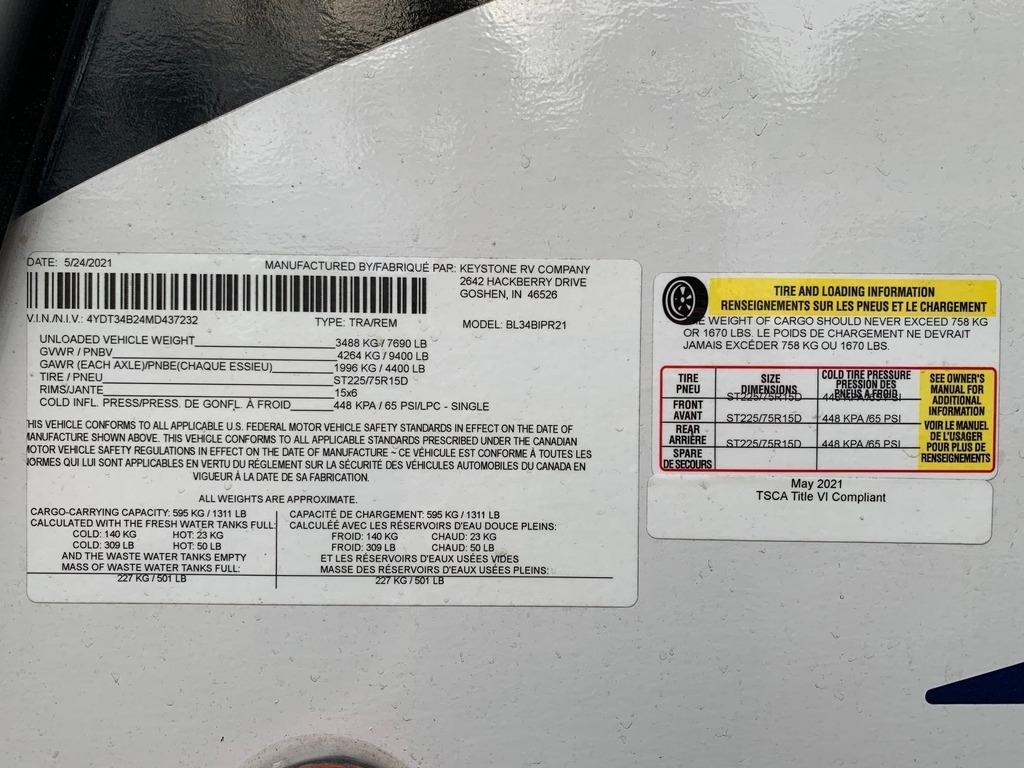 DATE: 5/24/2021
MANUFACTURED BY/FABRIQUÉ PAR: KEYSTONE RV COMPANY
2642 HACKBERRY DRIVE
GOSHEN, IN 46526
V.I.N./N.I.V.: 4YDT34B24MD437232 TYPE: TRA/REM MODEL: BL34BIPR21
UNLOADED VEHICLE WEIGHT 3488 KG / 7690 LB
GVWR / PNBV 4264 KG / 9400 LB
GAWR (EACH AXLE)/PNBE(CHAQUE ESSIEU) 1996 KG / 4400 LB
TIRE / PNEU ST225/75R15D
RIMS/JANTE 15x6
COLD INFL. PRESS/PRESS. DE GONFL. À FROID 448 KPA / 65 PSI/LPC - SINGLE
THIS VEHICLE CONFORMS TO ALL APPLICABLE U.S. FEDERAL MOTOR VEHICLE SAFETY STANDARDS IN EFFECT ON THE DATE OF
MANUFACTURE SHOWN ABOVE. THIS VEHICLE CONFORMS TO ALL APPLICABLE STANDARDS PRESCRIBED UNDER THE CANADIAN
MOTOR VEHICLE SAFETY REGULATIONS IN EFFECT ON THE DATE OF MANUFACTURE ~ CE VÉHICULE EST CONFORME À TOUTES LES
NORMES QUI LUI SONT APPLICABLES EN VERTU DU RÉGLEMENT SUR LA SÉCURITÉ DES VÉHICULES AUTOMOBILES DU CANADA EN
VIGUEUR À LA DATE DE SA FABRICATION.
ALL WEIGHTS ARE APPROXIMATE.
CARGO-CARRYING CAPACITY: 595 KG / 1311 LB
CALCULATED WITH THE FRESH WATER TANKS FULL:
COLD: 140 KG HOT: 23 KG
COLD: 309 LB HOT: 50 LB
AND THE WASTE WATER TANKS EMPTY
MASS OF WASTE WATER TANKS FULL:
227 KG / 501 LB
CAPACITÉ DE CHARGEMENT: 595 KG / 1311 LB
CALCULÉE AVEC LES RÉSERVOIRS D'EAU DOUCE PLEINS:
FROID: 140 KG CHAUD: 23 KG
FROID: 309 LB CHAUD: 50 LB
ET LES RÉSERVOIRS D'EAUX USÉES VIDES
MASSE DES RÉSERVOIRS D'EAUX USÉES PLEINS:
227 KG / 501 LB
TIRE AND LOADING INFORMATION
RENSEIGNEMENTS SUR LES PNEUS ET LE CHARGEMENT
WEIGHT OF CARGO SHOULD NEVER EXCEED 758 KG
OR 1670 LBS. LE POIDS DE CHARGEMENT NE DEVRAIT
JAMAIS EXCÉDER 758 KG OU 1670 LBS.
TIRE SIZE COLD TIRE PRESSURE
PNEU DIMENSIONS PRESSION DES
PNEUS A FROID
FRONT ST225/75R15D 448 KPA/65 PSI
AVANT
REAR ST225/75R15D 448 KPA/65 PSI
ARRIÈRE
SPARE ST225/75R15D 448 KPA/65 PSI
DE SECOURS
SEE OWNER'S
MANUAL FOR
ADDITIONAL
INFORMATION
VOIR LE MANUEL
DE L'USAGER
POUR PLUS DE
RENSEIGNEMENTS
May 2021
TSCA Title VI Compliant